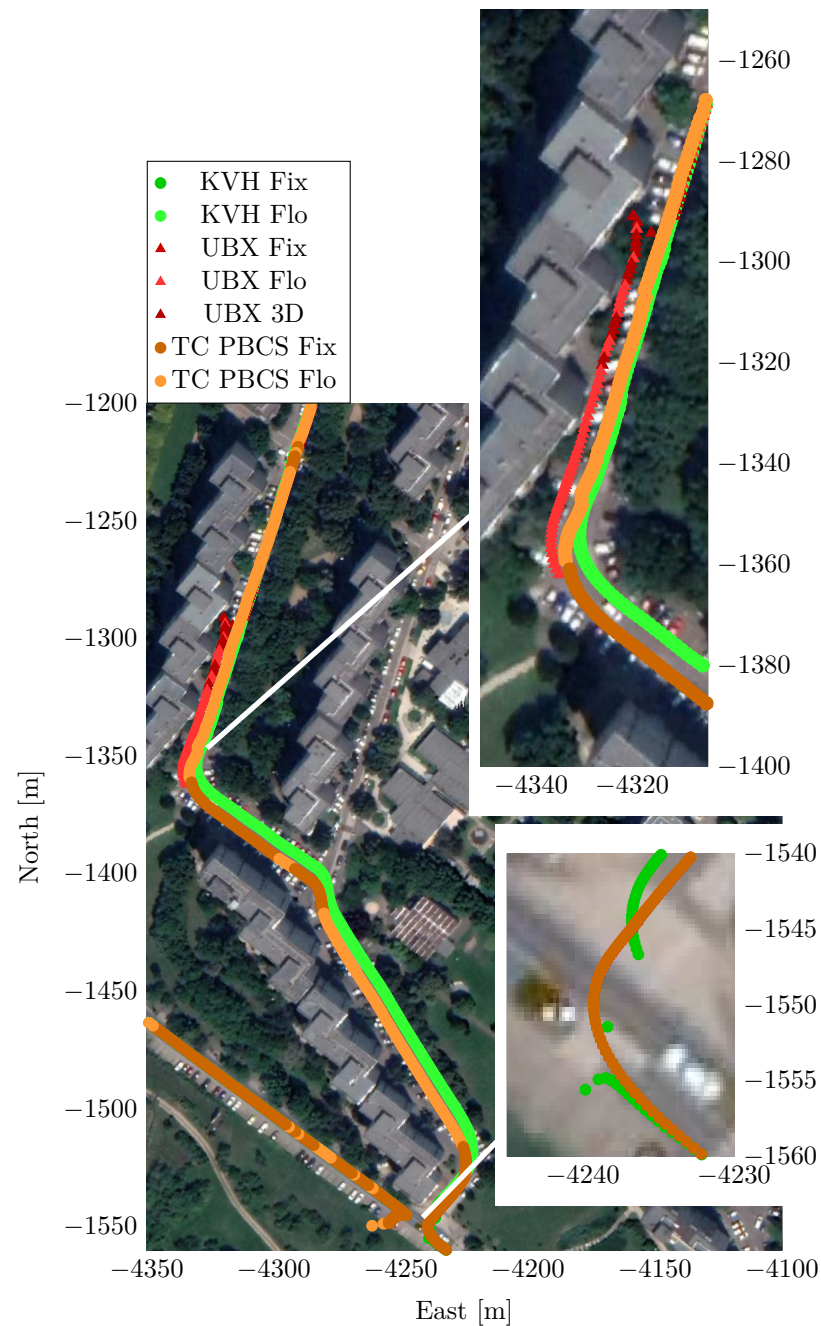 −1260
−1280
−1300
−1320
−1340
−1360
−1380
−1400
−4340 −4320
KVH Fix
KVH Flo
UBX Fix
UBX Flo
UBX 3D
TC PBCS Fix
TC PBCS Flo
−1200
−1250
−1300
−1350
−1400
−1450
−1500
−1550
North [m]
−1540
−1545
−1550
−1555
−1560
−4240 −4230
−4350 −4300 −4250 −4200 −4150 −4100
East [m]